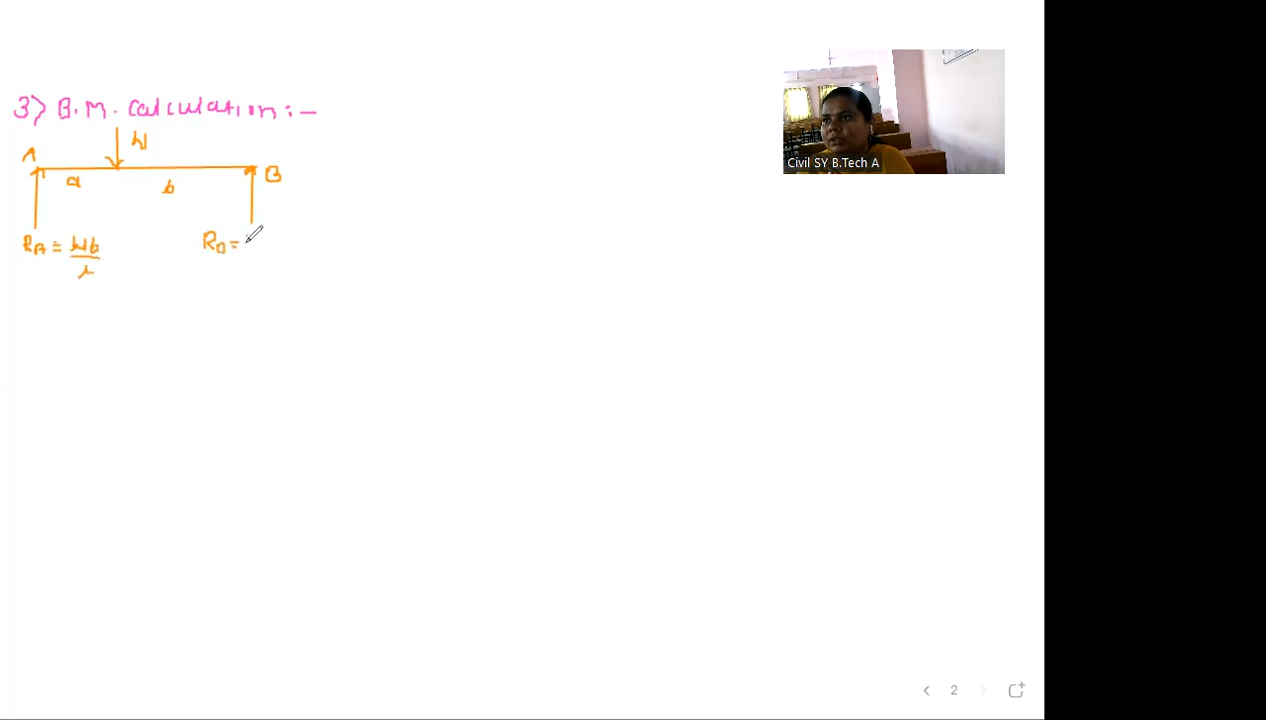 3) B.M. Calculation :-
W
A
a
b
B
RA = Wb
L
RB =
Civil SY B.Tech A
2